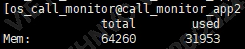 [os_call_monitor@call_monitor_app2
total used
Mem: 64260 31953